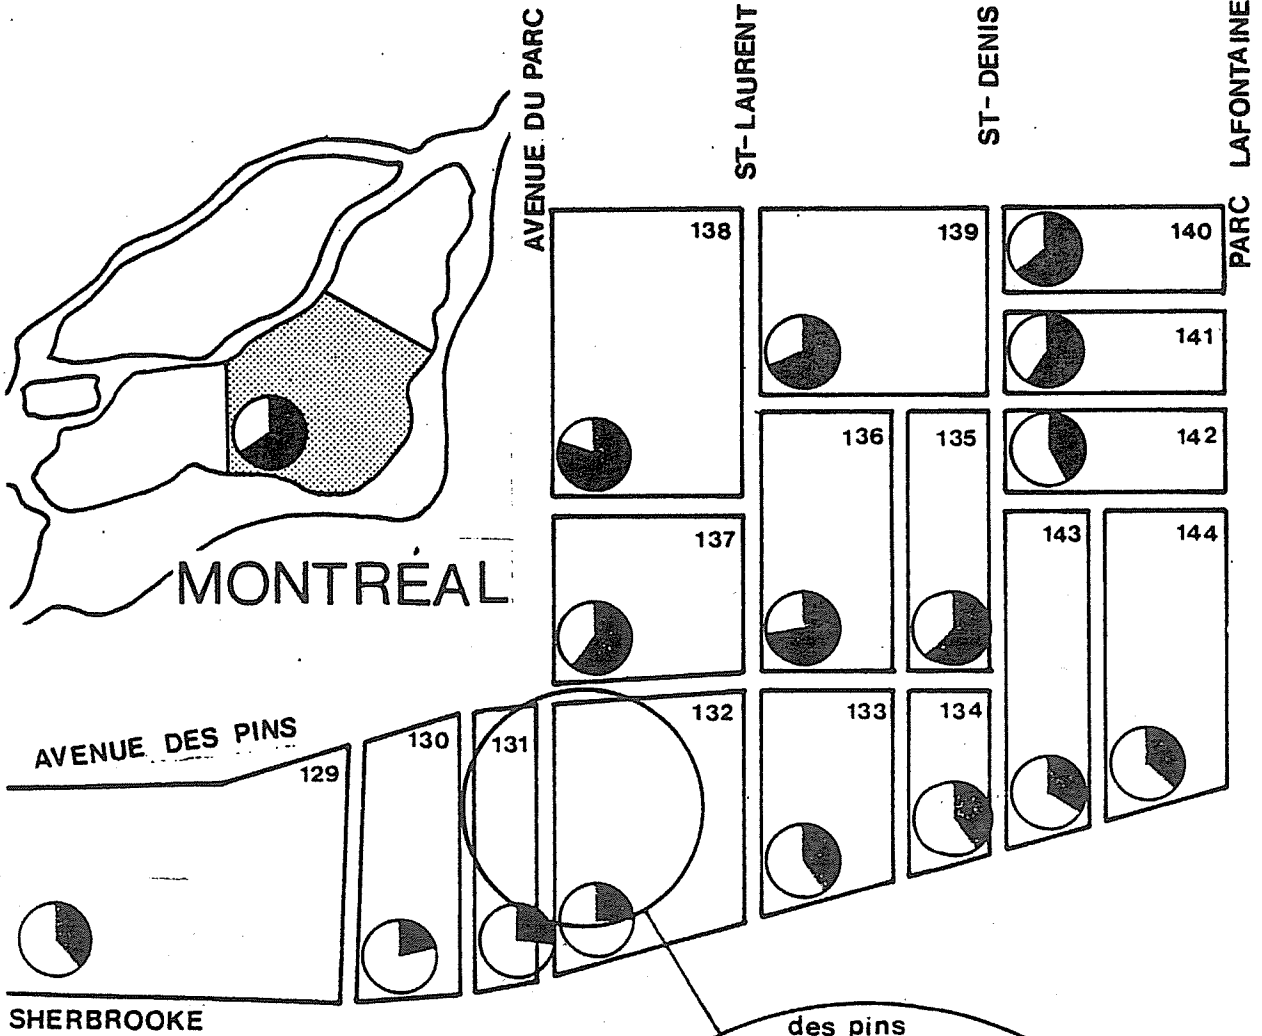 AVENUE DU PARC
ST-LAURENT
ST-DENIS
PARC LAFONTAINE
138
139
140
141
136
135
142
137
143
144
MONTRÉAL
AVENUE DES PINS
129
130
131
132
133
134
SHERBROOKE
des pins